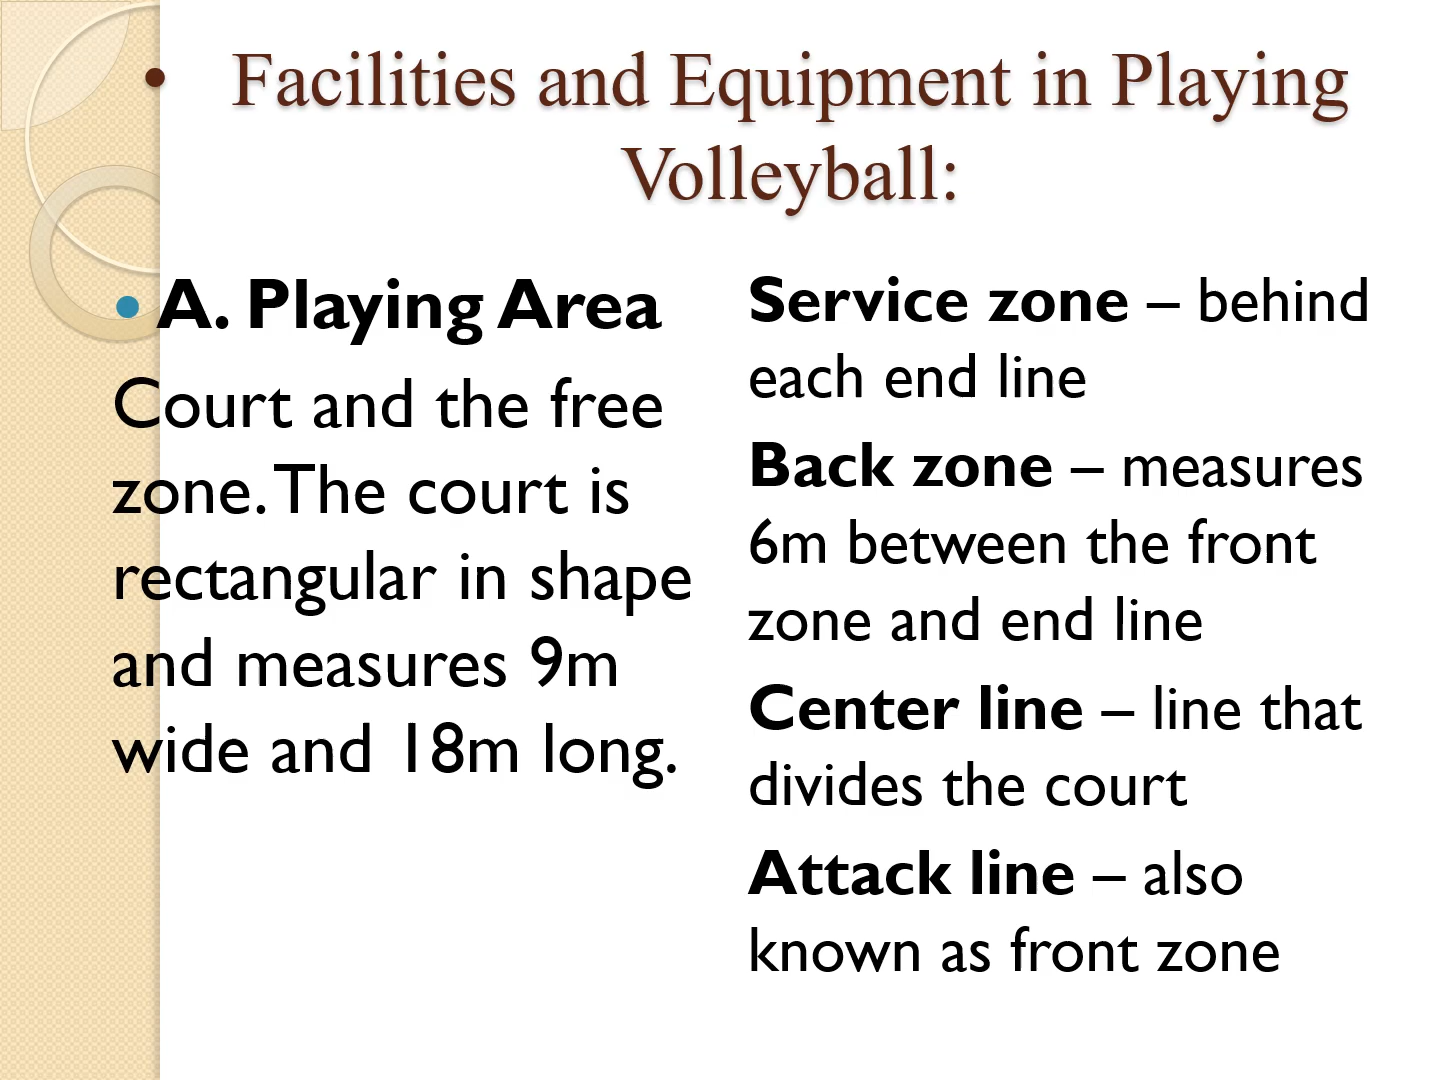 • Facilities and Equipment in Playing
Volleyball:
• A. Playing Area
Court and the free
zone. The court is
rectangular in shape
and measures 9m
wide and 18m long.
Service zone – behind
each end line
Back zone – measures
6m between the front
zone and end line
Center line – line that
divides the court
Attack line – also
known as front zone